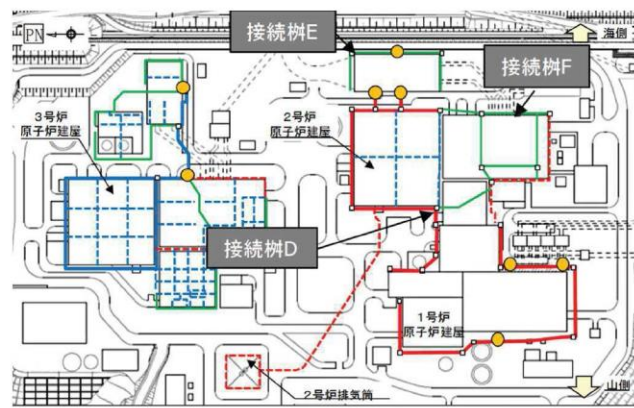 PN
接続桝E
海側
接続桝F
3号炉
原子炉建屋
2号炉
原子炉建屋
接続桝D
1号炉
原子炉建屋
2号炉排気筒
山側